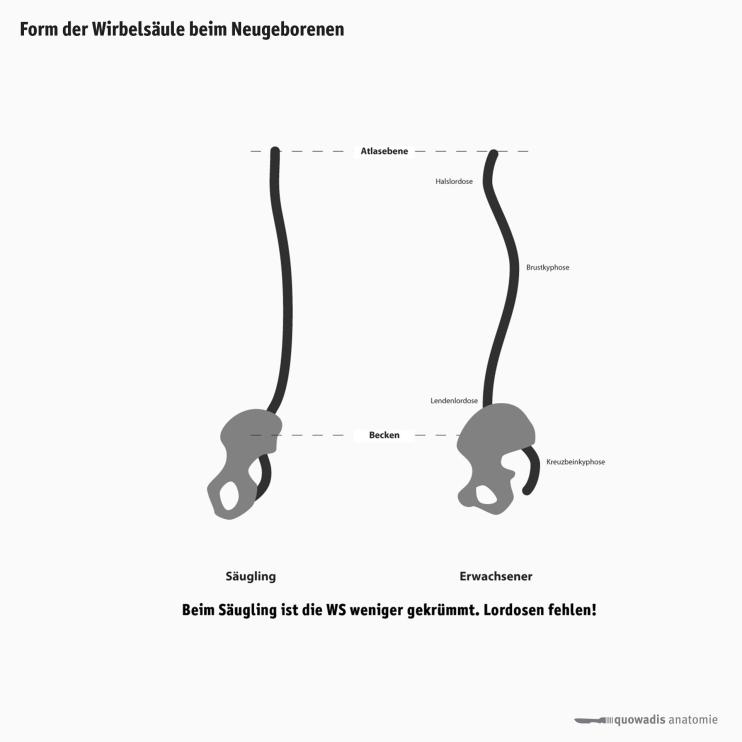 Form der Wirbelsäule beim Neugeborenen
Atlasebene
Halslordose
Brustkyphose
Lendenlordose
Becken
Kreuzbeinkyphose
Säugling
Erwachsener
Beim Säugling ist die WS weniger gekrümmt. Lordosen fehlen!
quowadis anatomie